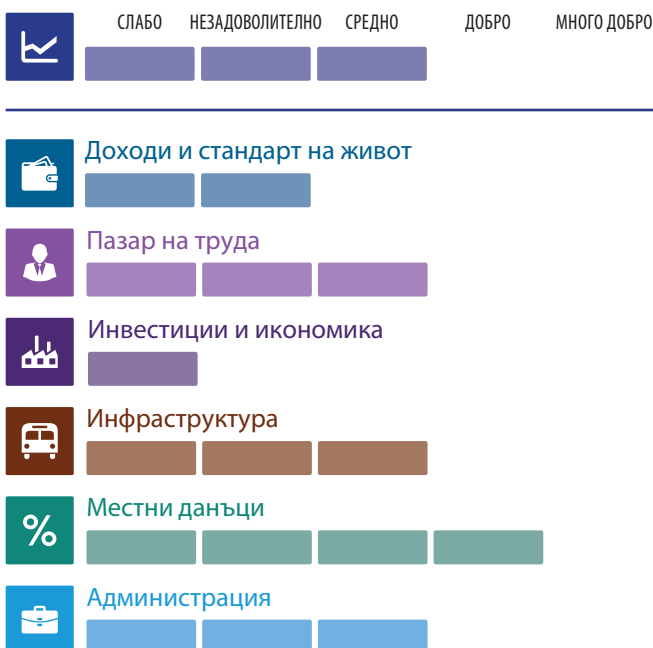 СЛАБО НЕЗАДОВОЛИТЕЛНО СРЕДНО ДОБРО МНОГО ДОБРО
Доходи и стандарт на живот
Пазар на труда
Инвестиции и икономика
Инфраструктура
Местни данъци
%
Администрация